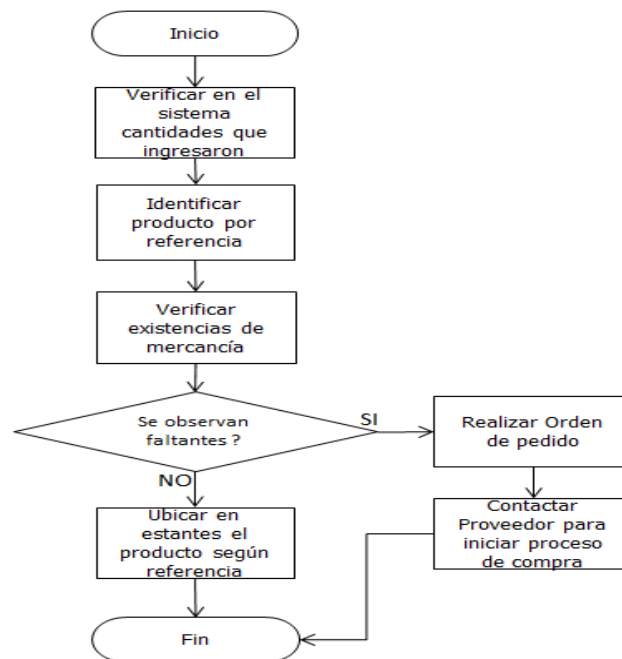 Inicio
Verificar en el
sistema
cantidades que
ingresaron
Identificar
producto por
referencia
Verificar
existencias de
mercancía
Se observan
faltantes ?
SI
Realizar Orden
de pedido
NO
Ubicar en
estantes el
producto según
referencia
Contactar
Proveedor para
iniciar proceso
de compra
Fin